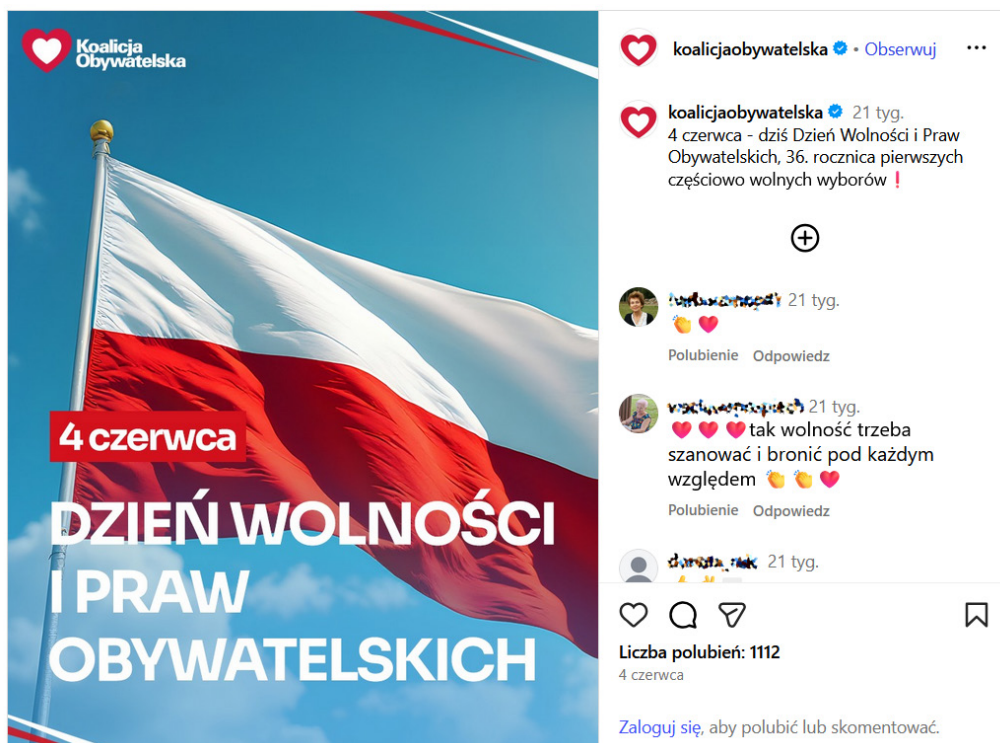 Koalicja
Obywatelska
4 czerwca
DZIEŃ WOLNOŚCI
I PRAW
OBYWATELSKICH
koalicjaobywatelska • Obserwuj
koalicjaobywatelska 21 tyg.
4 czerwca - dziś Dzień Wolności i Praw
Obywatelskich, 36. rocznica pierwszych
częściowo wolnych wyborów❗
21 tyg.
👏 ❤️
Polubienie Odpowiedz
21 tyg.
❤️ ❤️ ❤️tak wolność trzeba
szanować i bronić pod każdym
względem 👏 👏 ❤️
Polubienie Odpowiedz
21 tyg.
Liczba polubień: 1112
4 czerwca
Zaloguj się, aby polubić lub skomentować.